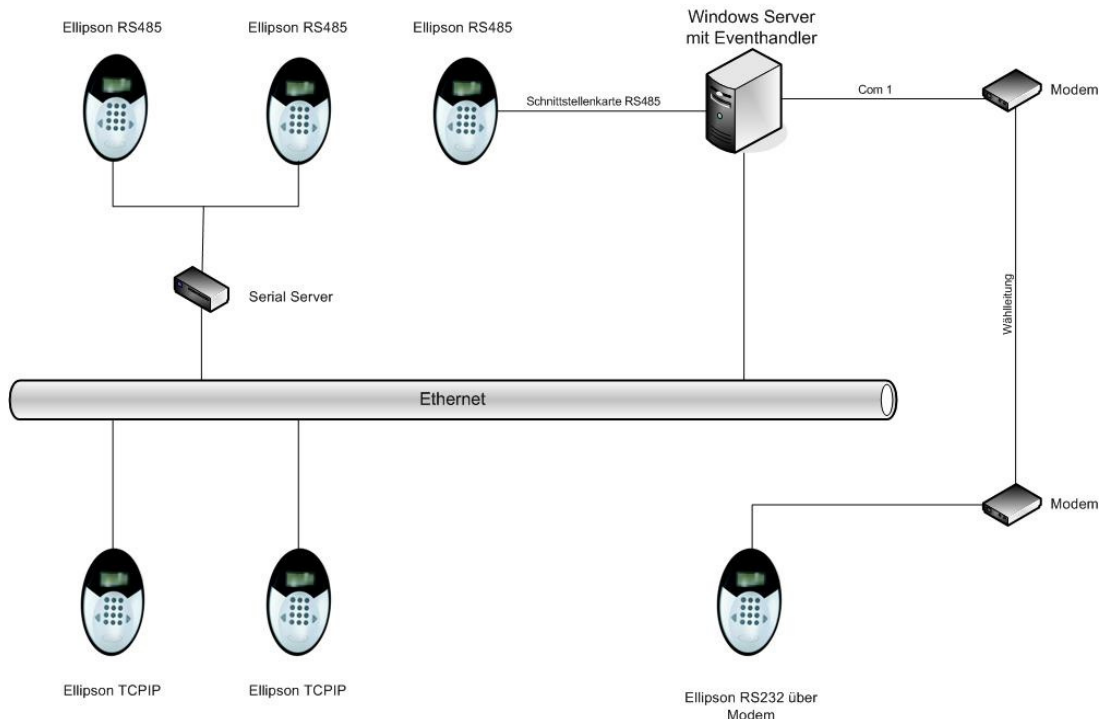 Ellipson RS485
Ellipson RS485
Ellipson RS485
Windows Server
mit Eventhandler
Schnittstellenkarte RS485
Com 1
Modem
Serial Server
Wählleitung
Ethernet
Modem
Ellipson TCPIP
Ellipson TCPIP
Ellipson RS232 über
Modem